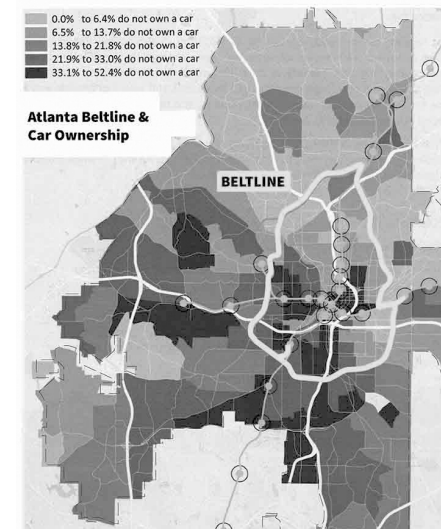 0.0% to 6.4% do not own a car
6.5% to 13.7% do not own a car
13.8% to 21.8% do not own a car
21.9% to 33.0% do not own a car
33.1% to 52.4% do not own a car
Atlanta Beltline &
Car Ownership
BELTLINE